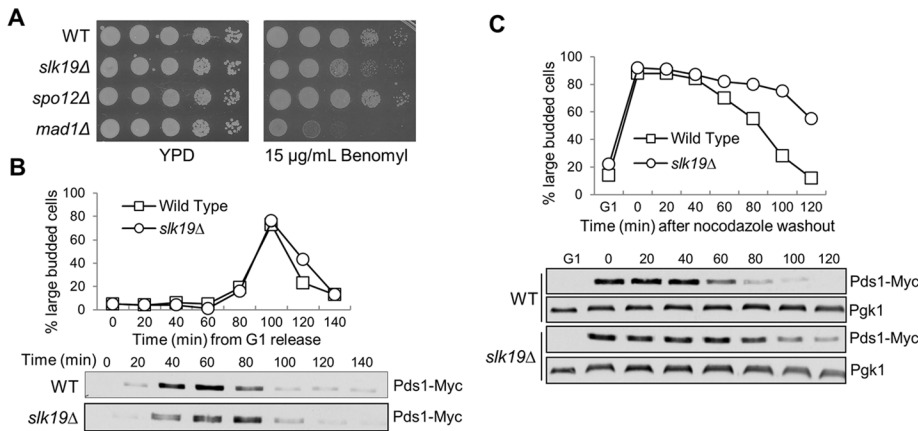 A
WT
slk19Δ
spo12Δ
mad1Δ
YPD
15 µg/mL Benomyl
B
% large budded cells
100
80
60
40
20
0
Wild Type
slk19Δ
0 20 40 60 80 100 120 140
Time (min) from G1 release
Time (min) 0 20 40 60 80 100 120 140
WT Pds1-Myc
slk19Δ Pds1-Myc
C
% large budded cells
100
80
60
40
20
0
Wild Type
slk19Δ
G1 0 20 40 60 80 100 120
Time (min) after nocodazole washout
G1 0 20 40 60 80 100 120
WT
Pds1-Myc
Pgk1
slk19Δ
Pds1-Myc
Pgk1